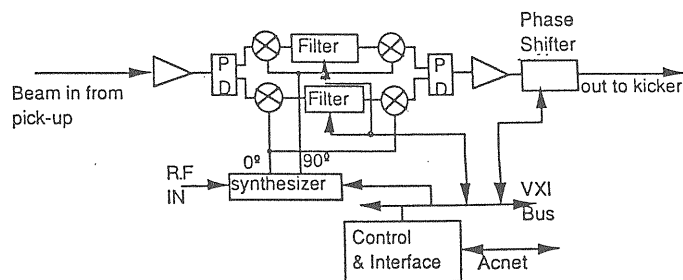 Phase
Shifter
P
D
Filter
P
D
Filter
Beam in from
pick-up
out to kicker
0º
90º
R.F
IN
synthesizer
VXI
Bus
Control
& Interface
Acnet